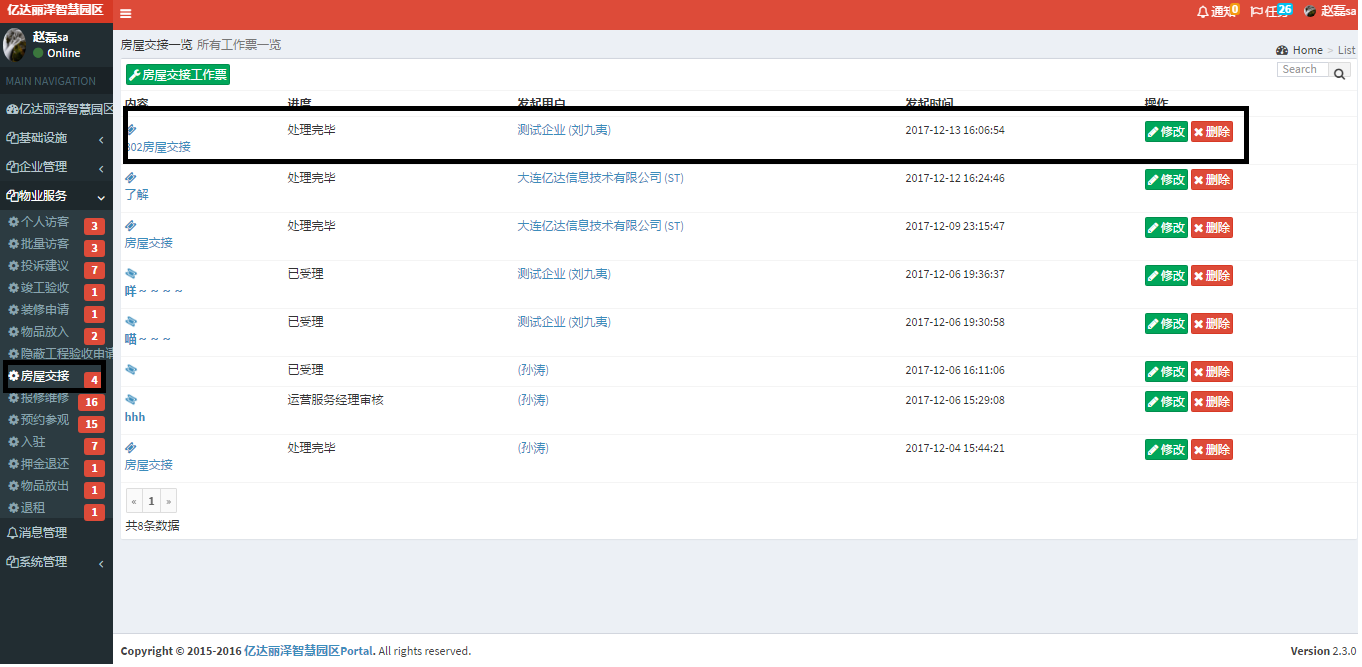 亿达丽泽智慧园区
通知 0
任务 26
赵磊sa
赵磊sa
Online
MAIN NAVIGATION
亿达丽泽智慧园区
基础设施
企业管理
物业服务
个人访客 3
批量访客 3
投诉建议 7
竣工验收 1
装修申请 1
物品放入 2
隐蔽工程验收申请
房屋交接 4
报修维修 16
预约参观 15
入驻 7
押金退还 1
物品放出 1
退租 1
消息管理
系统管理
房屋交接一览 所有工作票一览
Home > List
房屋交接工作票
Search
内容 进度 发起用户 发起时间 操作
802房屋交接 处理完毕 测试企业 (刘九夷) 2017-12-13 16:06:54 修改 删除
了解 处理完毕 大连亿达信息技术有限公司 (ST) 2017-12-12 16:24:46 修改 删除
房屋交接 处理完毕 大连亿达信息技术有限公司 (ST) 2017-12-09 23:15:47 修改 删除
咩~~~~ 已受理 测试企业 (刘九夷) 2017-12-06 19:36:37 修改 删除
喵~~~ 已受理 测试企业 (刘九夷) 2017-12-06 19:30:58 修改 删除
已受理 (孙涛) 2017-12-06 16:11:06 修改 删除
hhh 运营服务经理审核 (孙涛) 2017-12-06 15:29:08 修改 删除
房屋交接 处理完毕 (孙涛) 2017-12-04 15:44:21 修改 删除
« 1 »
共8条数据
Copyright © 2015-2016 亿达丽泽智慧园区Portal. All rights reserved.
Version 2.3.0